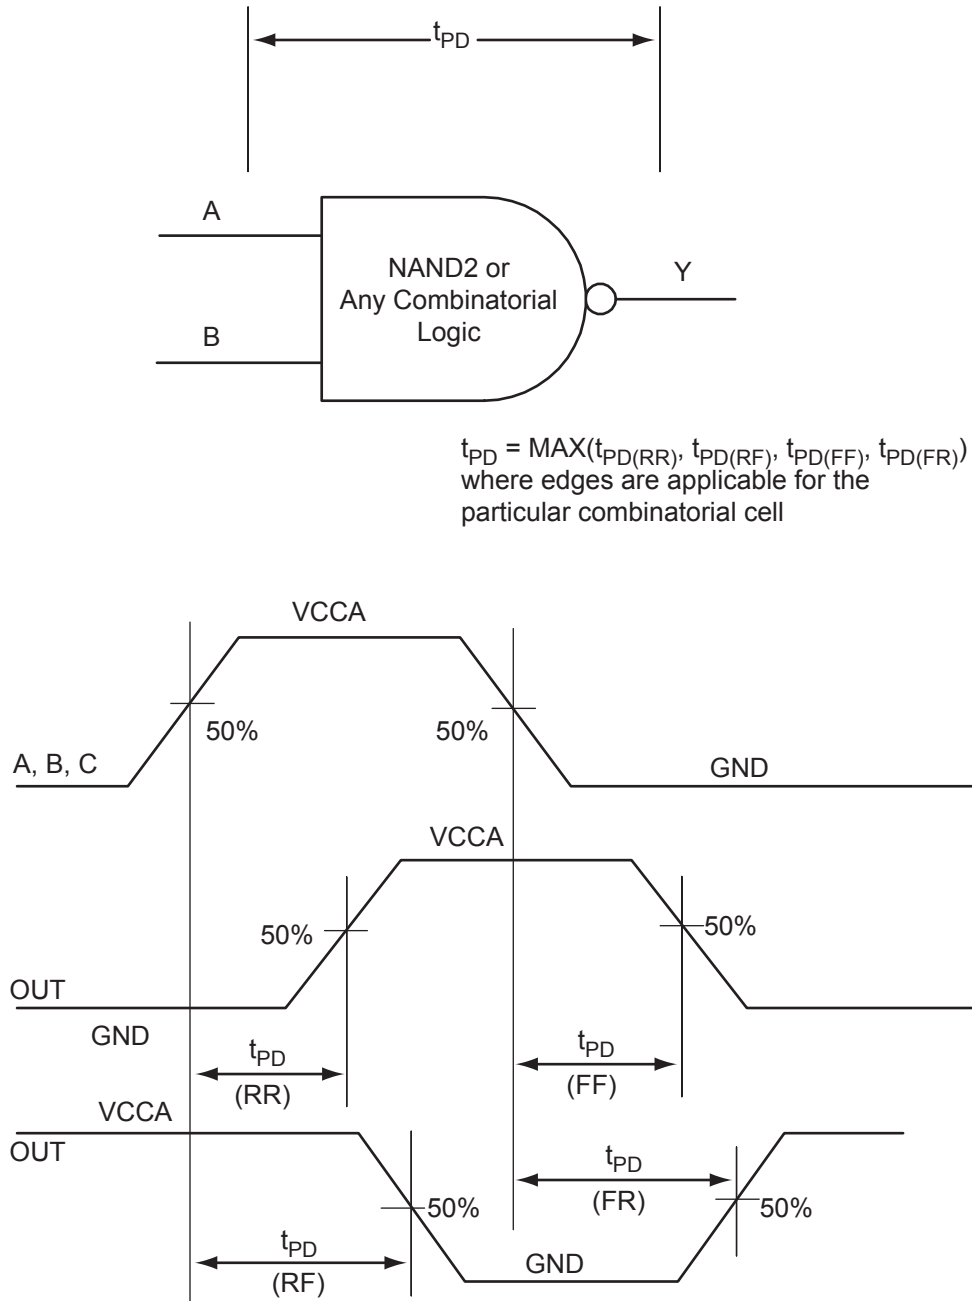 tPD
A
NAND2 or
Any Combinatorial
Logic
Y
B
tPD = MAX(tPD(RR), tPD(RF), tPD(FF), tPD(FR))
where edges are applicable for the
particular combinatorial cell
VCCA
50%
50%
A, B, C
GND
VCCA
50%
50%
OUT
GND
tPD
(RR)
tPD
(FF)
VCCA
OUT
tPD
(FR)
50%
50%
tPD
(RF)
GND